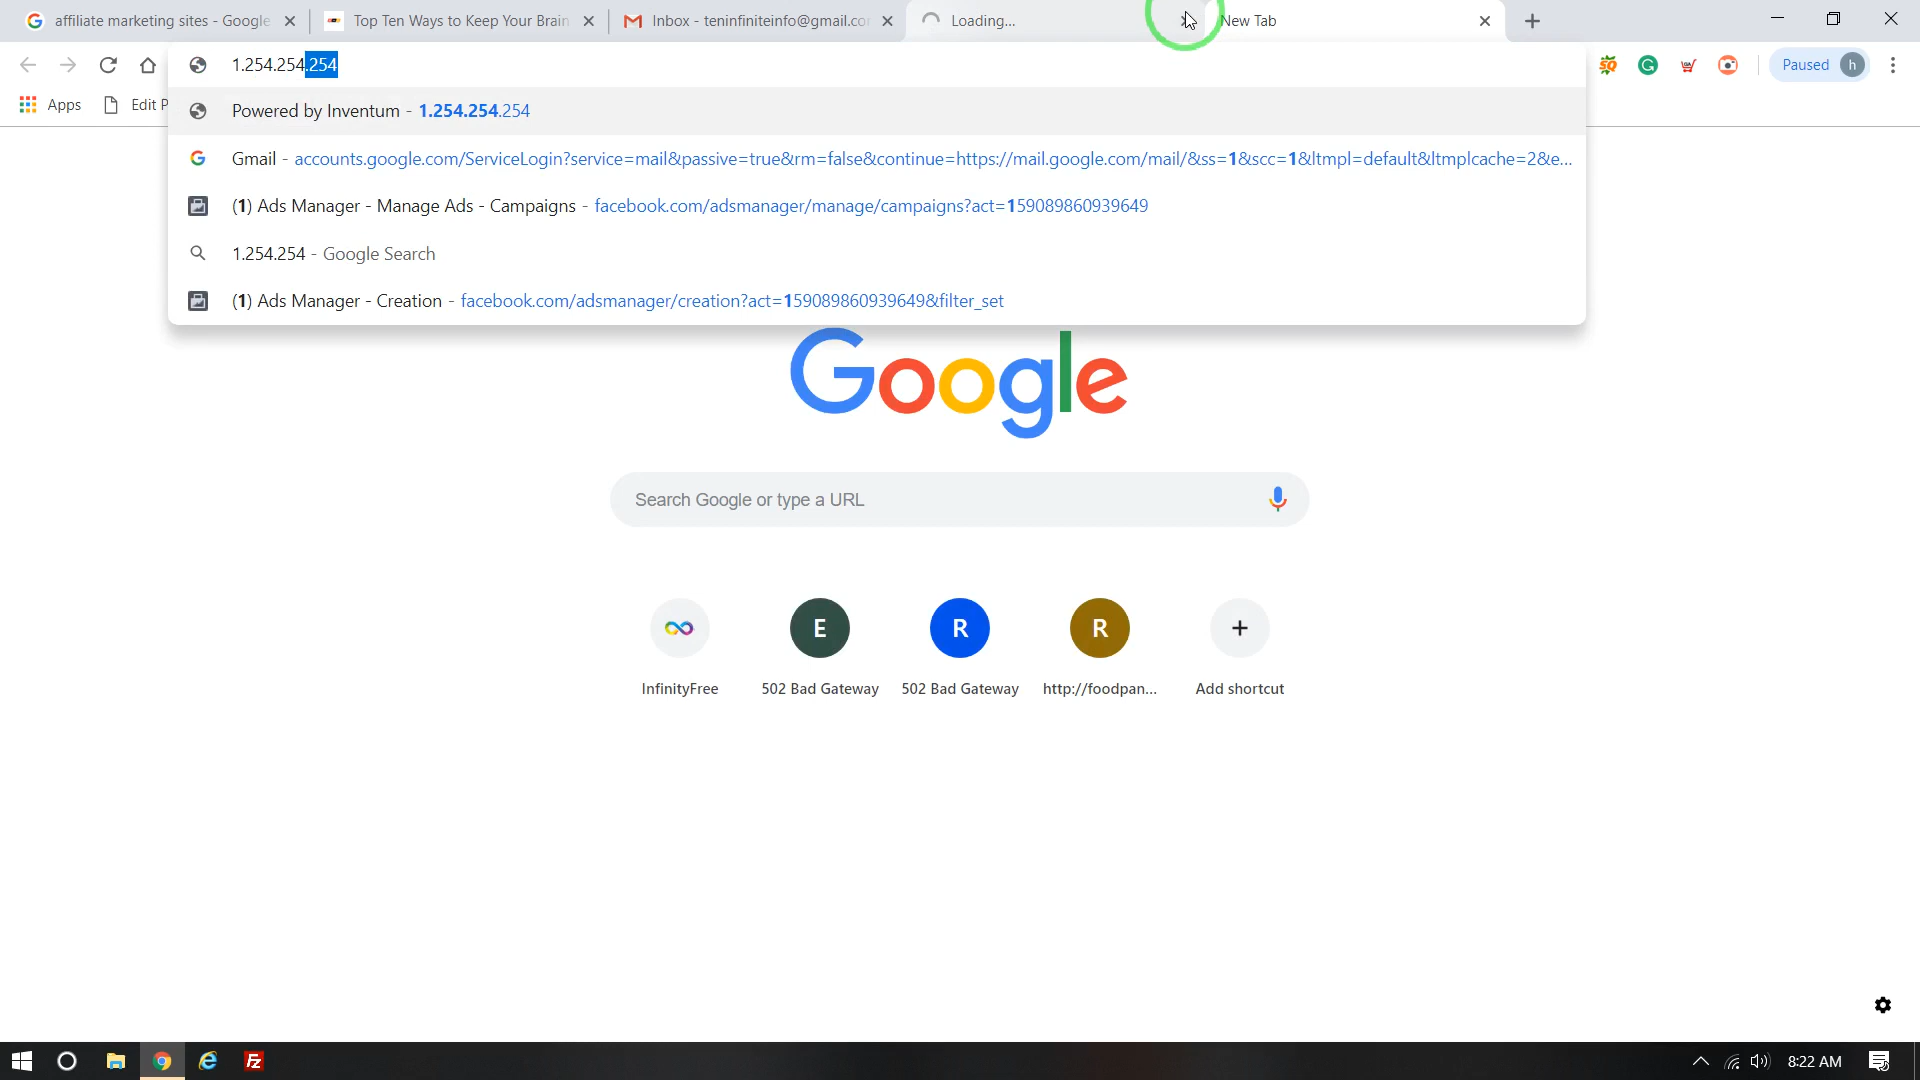 affiliate marketing sites - Google
Top Ten Ways to Keep Your Brain
Inbox - teninfiniteinfo@gmail.co
Loading...
New Tab
1.254.254.254
Paused
h
Apps
Edit P
Powered by Inventum - 1.254.254.254
Gmail - accounts.google.com/ServiceLogin?service=mail&passive=true&rm=false&continue=https://mail.google.com/mail/&ss=1&scc=1&ltmpl=default&ltmplcache=2&e...
(1) Ads Manager - Manage Ads - Campaigns - facebook.com/adsmanager/manage/campaigns?act=159089860939649
1.254.254 - Google Search
(1) Ads Manager - Creation - facebook.com/adsmanager/creation?act=159089860939649&filter_set
Google
Search Google or type a URL
E
R
R
InfinityFree
502 Bad Gateway
502 Bad Gateway
http://foodpan...
Add shortcut
8:22 AM